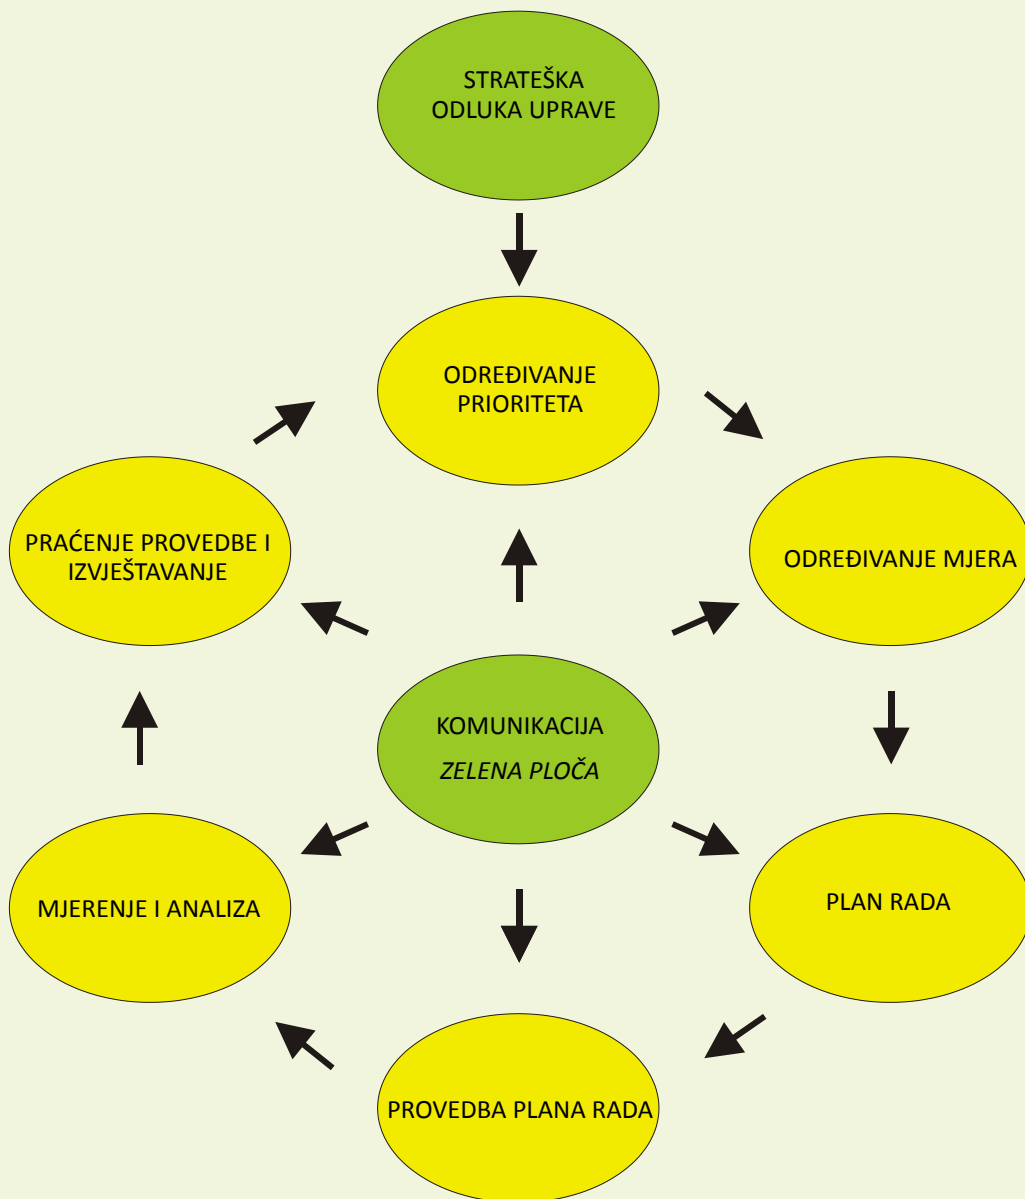 STRATEŠKA
ODLUKA UPRAVE
ODREĐIVANJE
PRIORITETA
PRAĆENJE PROVEDBE I
IZVJEŠTAVANJE
ODREĐIVANJE MJERA
KOMUNIKACIJA
ZELENA PLOČA
MJERENJE I ANALIZA
PLAN RADA
PROVEDBA PLANA RADA